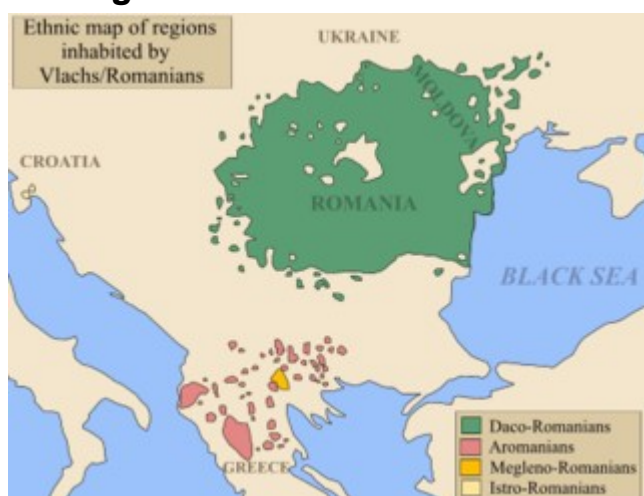 Ethnic map of regions
inhabited by
Vlachs/Romanians
UKRAINE
MOLDOVA
CROATIA
ROMANIA
BLACK SEA
GREECE
Daco-Romanians
Aromanians
Megleno-Romanians
Istro-Romanians